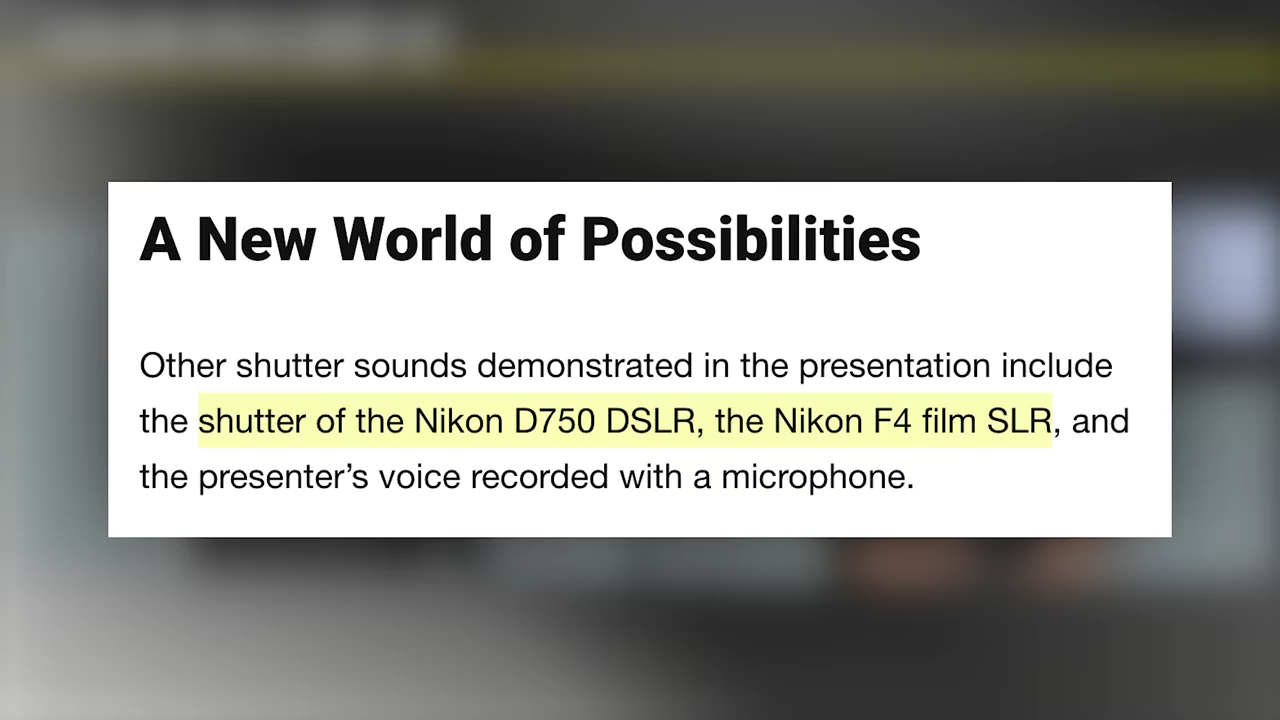 A New World of Possibilities
Other shutter sounds demonstrated in the presentation include
the shutter of the Nikon D750 DSLR, the Nikon F4 film SLR, and
the presenter’s voice recorded with a microphone.